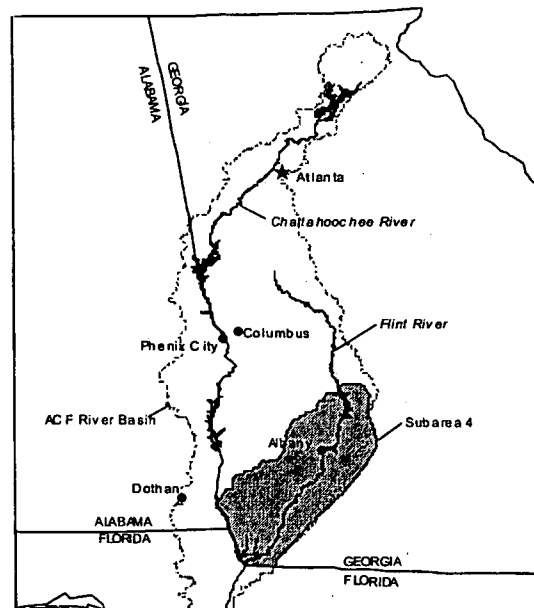 GEORGIA
ALABAMA
Atlanta
Chattahoochee River
Columbus
Phenix City
Flint River
ACF River Basin
Subarea 4
Albany
Dothan
ALABAMA
FLORIDA
GEORGIA
FLORIDA